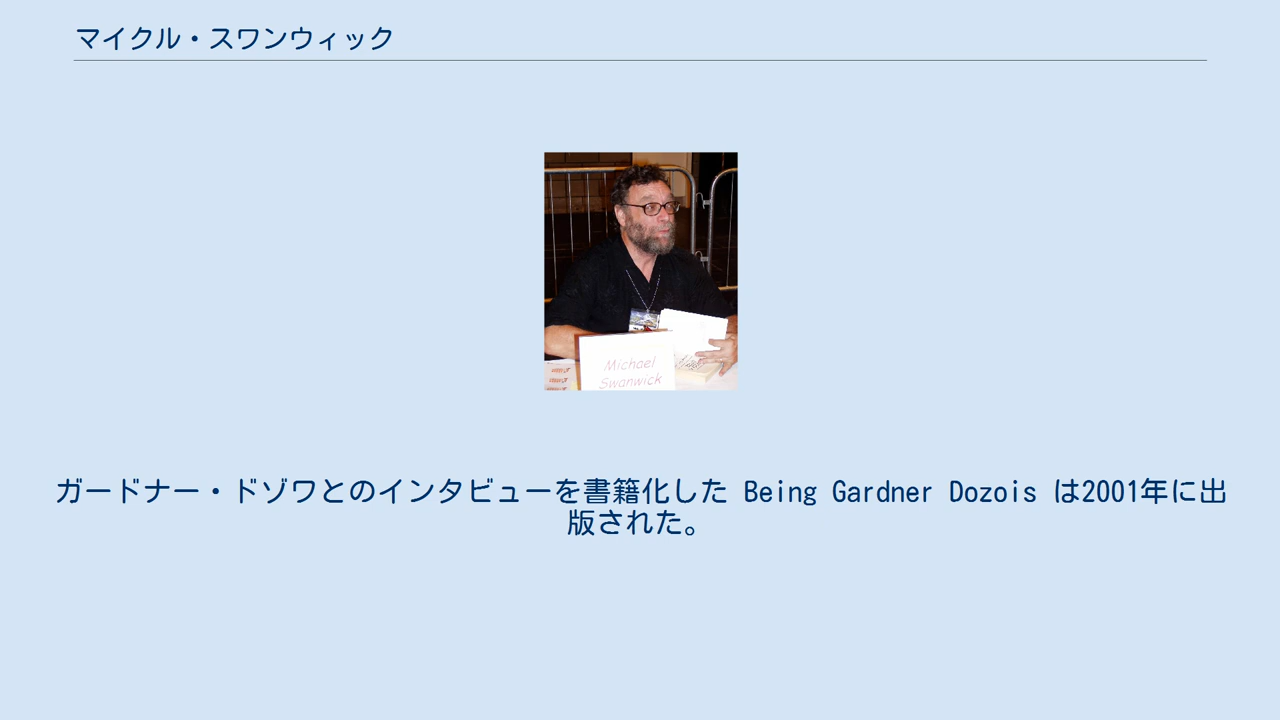 マイクル・スワンウィック
Michael
Swanwick
ガードナー・ドゾワとのインタビューを書籍化した Being Gardner Dozois は2001年に出
版された。